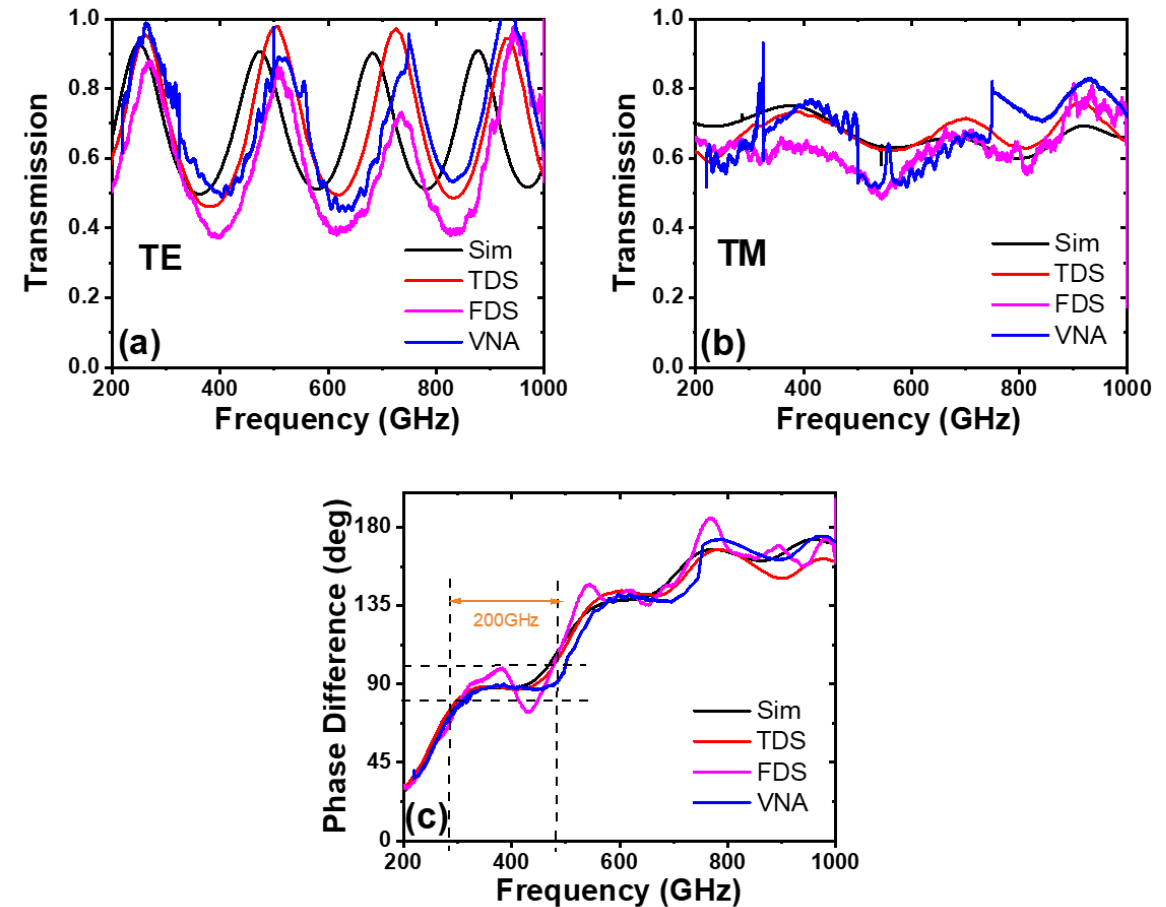 Transmission
1.0
0.8
0.6
0.4
0.2
0.0
TE
Sim
TDS
FDS
VNA
(a)
200 400 600 800 1000
Frequency (GHz)
Transmission
1.0
0.8
0.6
0.4
0.2
0.0
TM
Sim
TDS
FDS
VNA
(b)
200 400 600 800 1000
Frequency (GHz)
Phase Difference (deg)
180
135
90
45
0
200GHz
Sim
TDS
FDS
VNA
(c)
200 400 600 800 1000
Frequency (GHz)